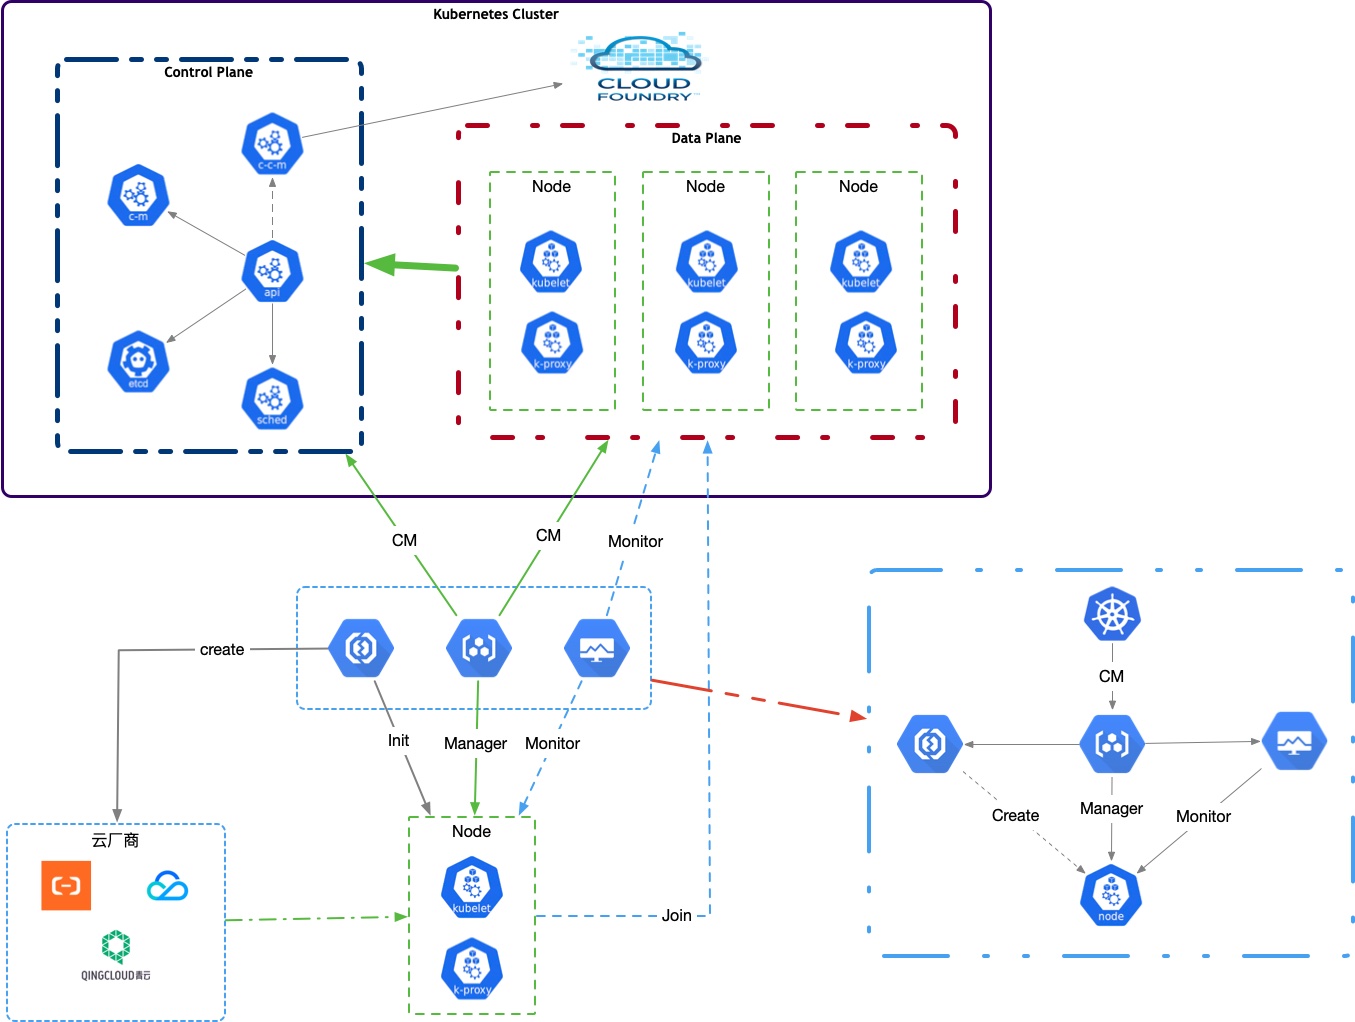 Kubernetes Cluster
Control Plane
CLOUD
FOUNDRY
Data Plane
c-c-m
c-m
api
etcd
sched
Node
Node
Node
kubelet
kubelet
kubelet
k-proxy
k-proxy
k-proxy
CM
CM
Monitor
create
Init
Manager
Monitor
云厂商
QINGCLOUD青云
Node
kubelet
k-proxy
Join
CM
Create
Manager
Monitor
node